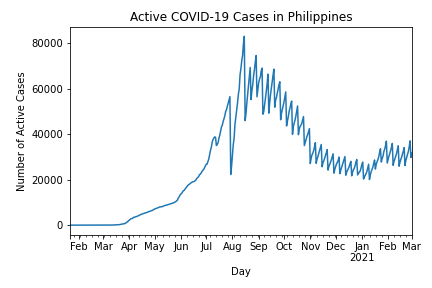 Active COVID-19 Cases in Philippines
Number of Active Cases
80000
60000
40000
20000
0
Feb Mar Apr May Jun Jul Aug Sep Oct Nov Dec Jan Feb Mar
2021
Day